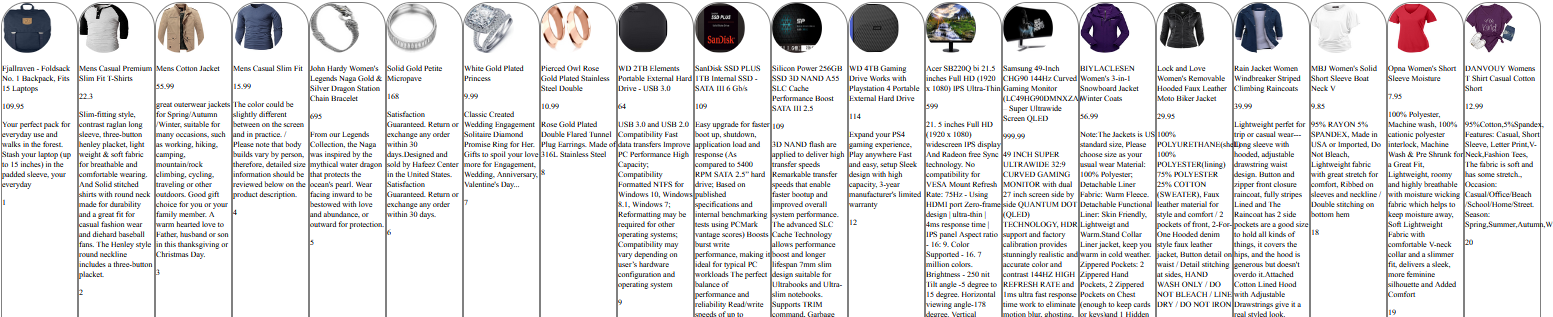 Fjallraven - Foldsack
No. 1 Backpack, Fits
15 Laptops
109.95
Your perfect pack for
everyday use and
walks in the forest.
Stash your laptop (up
to 15 inches) in the
padded sleeve, your
everyday
1
Mens Casual Premium
Slim Fit T-Shirts
22.3
Slim-fitting style,
contrast raglan long
sleeve, three-button
henley placket, light
weight & soft fabric
for breathable and
comfortable wearing.
And Solid stitched
shirts with round neck
made for durability
and a great fit for
casual fashion wear
and diehard baseball
fans. The Henley style
round neckline
includes a three-button
placket.
2
Mens Cotton Jacket
55.99
great outerwear jackets
for Spring/Autumn
/Winter, suitable for
many occasions, such
as working, hiking,
camping,
mountain/rock
climbing, cycling,
traveling or other
outdoors. Good gift
choice for you or your
family member. A
warm hearted love to
Father, husband or son
in this thanksgiving or
Christmas Day.
3
Mens Casual Slim Fit
15.99
The color could be
slightly different
between on the screen
and in practice. /
Please note that body
builds vary by person,
therefore, detailed size
information should be
reviewed below on the
product description.
4
John Hardy Women's
Legends Naga Gold &
Silver Dragon Station
Chain Bracelet
695
From our Legends
Collection, the Naga
was inspired by the
mythical water dragon
that protects the
ocean's pearl. Wear
facing inward to be
bestowed with love
and abundance, or
outward for protection.
5
Solid Gold Petite
Micropave
168
Satisfaction
Guaranteed. Return or
exchange any order
within 30
days.Designed and
sold by Hafeez Center
in the United States.
Satisfaction
Guaranteed. Return or
exchange any order
within 30 days.
6
White Gold Plated
Princess
9.99
Classic Created
Wedding Engagement
Solitaire Diamond
Promise Ring for Her.
Gifts to spoil your love
more for Engagement,
Wedding, Anniversary,
Valentine's Day...
7
Pierced Owl Rose
Gold Plated Stainless
Steel Double
10.99
Rose Gold Plated
Double Flared Tunnel
Plug Earrings. Made of
316L Stainless Steel
8
WD 2TB Elements
Portable External Hard
Drive - USB 3.0
64
USB 3.0 and USB 2.0
Compatibility Fast
data transfers Improve
PC Performance High
Capacity;
Compatibility
Formatted NTFS for
Windows 10, Windows
8.1, Windows 7;
Reformatting may be
required for other
operating systems;
Compatibility may
vary depending on
user's hardware
configuration and
operating system
9
SanDisk
SanDisk SSD PLUS
1TB Internal SSD -
SATA III 6 Gb/s
109
Easy upgrade for faster
boot up, shutdown,
application load and
response (As
compared to 5400
RPM SATA 2.5" hard
drive; Based on
published
specifications and
internal benchmarking
tests using PCMark
vantage scores) Boosts
burst write
performance, making it
ideal for typical PC
workloads The perfect
balance of
performance and
reliability Read/write
speeds of up to
SP
Silicon Power 256GB
SSD 3D NAND A55
SLC Cache
Performance Boost
SATA III 2.5
109
3D NAND flash are
applied to deliver high
transfer speeds
Remarkable transfer
speeds that enable
faster bootup and
improved overall
system performance.
The advanced SLC
Cache Technology
allows performance
boost and longer
lifespan 7mm slim
design suitable for
Ultrabooks and Ultra-
slim notebooks.
Supports TRIM
command, Garbage
WD 4TB Gaming
Drive Works with
Playstation 4 Portable
External Hard Drive
114
Expand your PS4
gaming experience,
Play anywhere Fast
and easy, setup Sleek
design with high
capacity, 3-year
manufacturer's limited
warranty
12
Acer SB220Q bi 21.5
inches Full HD (1920
x 1080) IPS Ultra-Thin
599
21. 5 inches Full HD
(1920 x 1080)
widescreen IPS display
And Radeon free Sync
technology. No
compatibility for
VESA Mount Refresh
Rate: 75Hz - Using
HDMI port Zero-frame
design | ultra-thin |
4ms response time |
IPS panel Aspect ratio
- 16: 9. Color
Supported - 16. 7
million colors.
Brightness - 250 nit
Tilt angle -5 degree to
15 degree. Horizontal
viewing angle-178
degree. Vertical
Samsung 49-Inch
CHG90 144Hz Curved
Gaming Monitor
(LC49HG90DMNXZA)
– Super Ultrawide
Screen QLED
999.99
49 INCH SUPER
ULTRAWIDE 32:9
CURVED GAMING
MONITOR with dual
27 inch screen side by
side QUANTUM DOT
(QLED)
TECHNOLOGY, HDR
support and factory
calibration provides
stunningly realistic and
accurate color and
contrast 144HZ HIGH
REFRESH RATE and
1ms ultra fast response
time work to eliminate
motion blur, ghosting,
BIYLACLESEN
Women's 3-in-1
Snowboard Jacket
Winter Coats
56.99
Note:The Jackets is US
standard size, Please
choose size as your
usual wear Material:
100% Polyester;
Detachable Liner
Fabric: Warm Fleece.
Detachable Functional
Liner: Skin Friendly,
Lightweigt and
Warm.Stand Collar
Liner jacket, keep you
warm in cold weather.
Zippered Pockets: 2
Zippered Hand
Pockets, 2 Zippered
Pockets on Chest
(enough to keep cards
or keys)and 1 Hidden
Lock and Love
Women's Removable
Hooded Faux Leather
Moto Biker Jacket
29.95
100%
POLYURETHANE(shell)
100%
POLYESTER(lining)
75% POLYESTER
25% COTTON
(SWEATER), Faux
leather material for
style and comfort / 2
pockets of front, 2-For-
One Hooded denim
style faux leather
jacket, Button detail on
waist / Detail stitching
at sides, HAND
WASH ONLY / DO
NOT BLEACH / LINE
DRY / DO NOT IRON
Rain Jacket Women
Windbreaker Striped
Climbing Raincoats
39.99
Lightweight perfet for
trip or casual wear---
Long sleeve with
hooded, adjustable
drawstring waist
design. Button and
zipper front closure
raincoat, fully stripes
Lined and The
Raincoat has 2 side
pockets are a good size
to hold all kinds of
things, it covers the
hips, and the hood is
generous but doesn't
overdo it.Attached
Cotton Lined Hood
with Adjustable
Drawstrings give it a
real styled look.
MBJ Women's Solid
Short Sleeve Boat
Neck V
9.85
95% RAYON 5%
SPANDEX, Made in
USA or Imported, Do
Not Bleach,
Lightweight fabric
with great stretch for
comfort, Ribbed on
sleeves and neckline /
Double stitching on
bottom hem
18
Opna Women's Short
Sleeve Moisture
7.95
100% Polyester,
Machine wash, 100%
cationic polyester
interlock, Machine
Wash & Pre Shrunk for
a Great Fit,
Lightweight, roomy
and highly breathable
with moisture wicking
fabric which helps to
keep moisture away,
Soft Lightweight
Fabric with
comfortable V-neck
collar and a slimmer
fit, delivers a sleek,
more feminine
silhouette and Added
Comfort
19
DANVOUY Womens
T Shirt Casual Cotton
Short
12.99
95%Cotton,5%Spandex,
Features: Casual, Short
Sleeve, Letter Print,V-
Neck,Fashion Tees,
The fabric is soft and
has some stretch.,
Occasion:
Casual/Office/Beach
/School/Home/Street.
Season:
Spring,Summer,Autumn,W
20